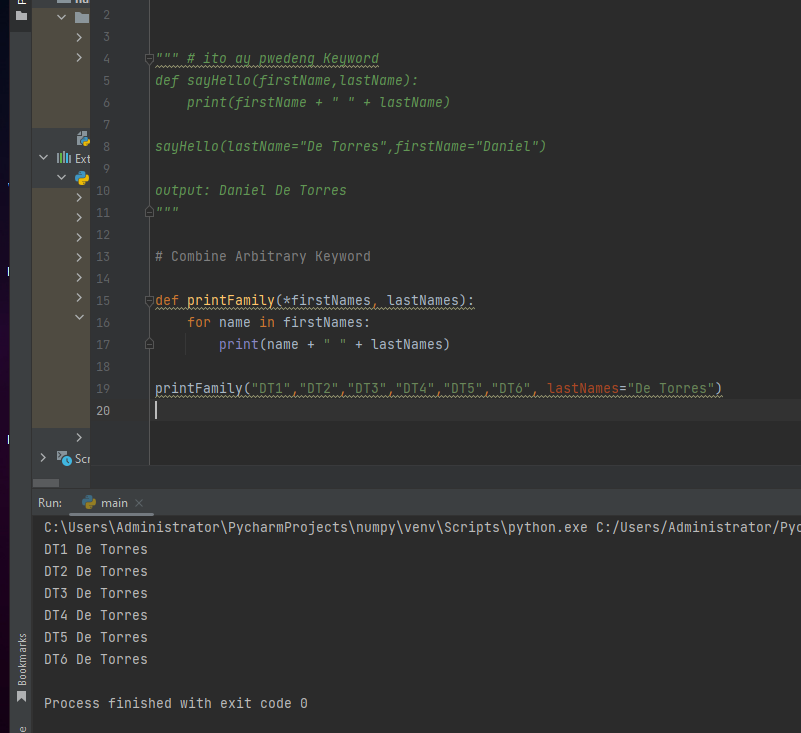 2
3
4 """ # ito ay pwedeng Keyword
5 def sayHello(firstName,lastName):
6 print(firstName + " " + lastName)
7
8 sayHello(lastName="De Torres",firstName="Daniel")
9
10 output: Daniel De Torres
11 """
12
13 # Combine Arbitrary Keyword
14
15 def printFamily(*firstNames, lastNames):
16 for name in firstNames:
17 print(name + " " + lastNames)
18
19 printFamily("DT1","DT2","DT3","DT4","DT5","DT6", lastNames="De Torres")
20
Ext
Scr
Run: main
C:\Users\Administrator\PycharmProjects\numpy\venv\Scripts\python.exe C:/Users/Administrator/Pyc
DT1 De Torres
DT2 De Torres
DT3 De Torres
DT4 De Torres
DT5 De Torres
DT6 De Torres
Process finished with exit code 0
Bookmarks